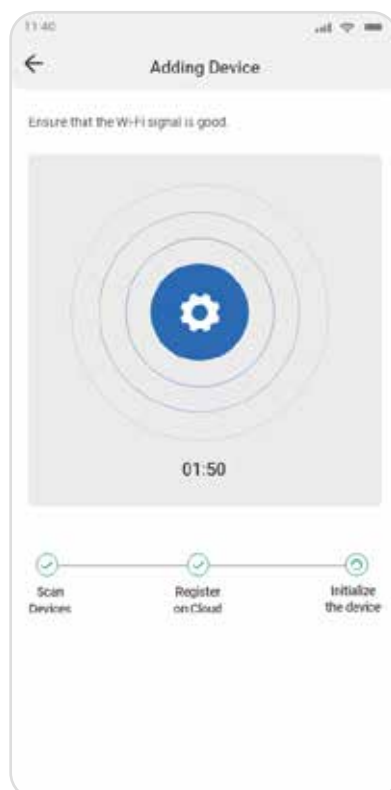 11:40
Adding Device
Ensure that the Wi-Fi signal is good.
01:50
Scan
Devices
Register
on Cloud
Initialize
the device